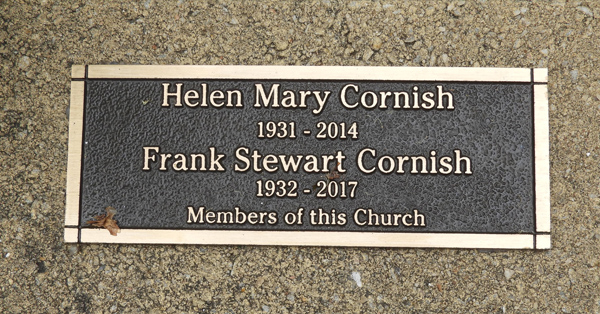 Helen Mary Cornish
1931 - 2014
Frank Stewart Cornish
1932 - 2017
Members of this Church